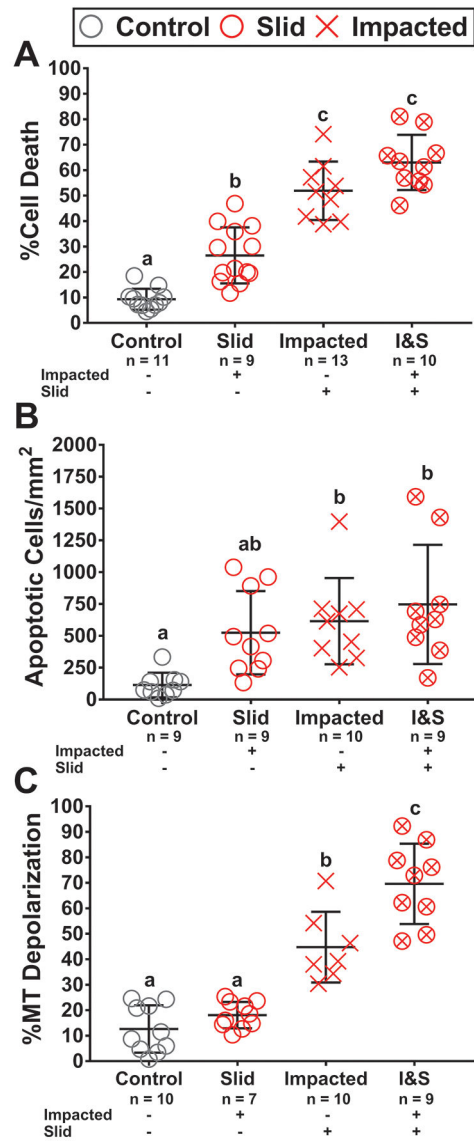 Control Slid Impacted
A
%Cell Death
100
90
80
70
60
50
40
30
20
10
0
a
b
c
c
Control Slid Impacted I&S
n = 11 n = 9 n = 13 n = 10
Impacted - + - +
Slid - - + +
B
Apoptotic Cells/mm²
2000
1750
1500
1250
1000
750
500
250
0
a
ab
b
b
Control Slid Impacted I&S
n = 9 n = 9 n = 10 n = 9
Impacted - + - +
Slid - - + +
C
%MT Depolarization
100
90
80
70
60
50
40
30
20
10
0
a
a
b
c
Control Slid Impacted I&S
n = 10 n = 7 n = 10 n = 9
Impacted - + - +
Slid - - + +